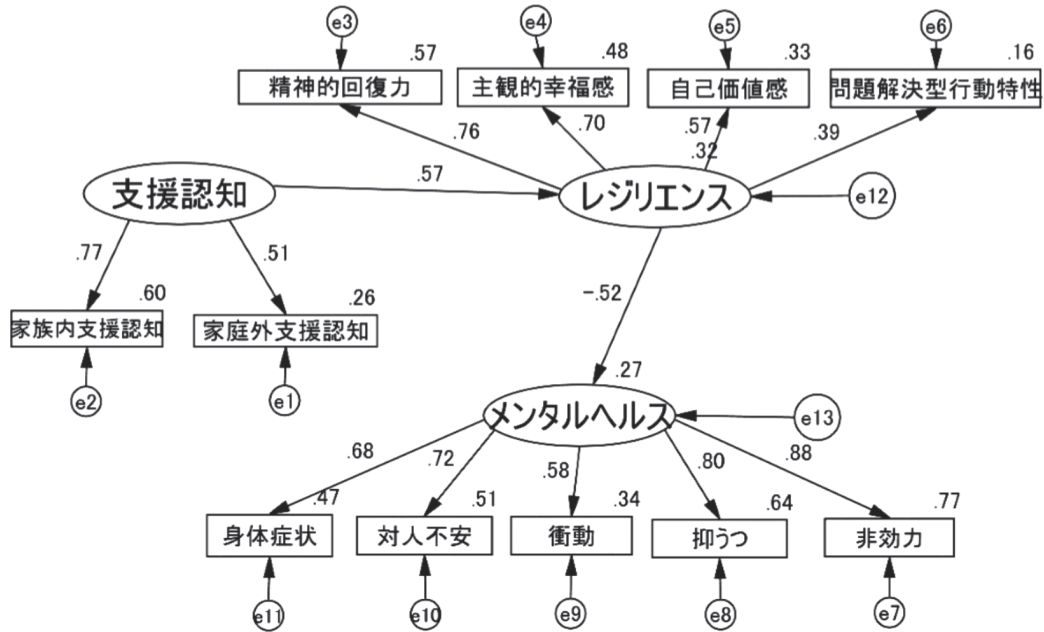 e3
e4
e5
e6
.57
.48
.33
.16
精神的回復力
主観的幸福感
自己価値感
問題解決型行動特性
.76
.70
.57
.39
.32
支援認知
.57
レジリエンス
e12
.77
.51
.60
.26
家族内支援認知
家庭外支援認知
-.52
e2
e1
.27
メンタルヘルス
e13
.68
.72
.58
.80
.88
.47
.51
.34
.64
.77
身体症状
対人不安
衝動
抑うつ
非効力
e11
e10
e9
e8
e7